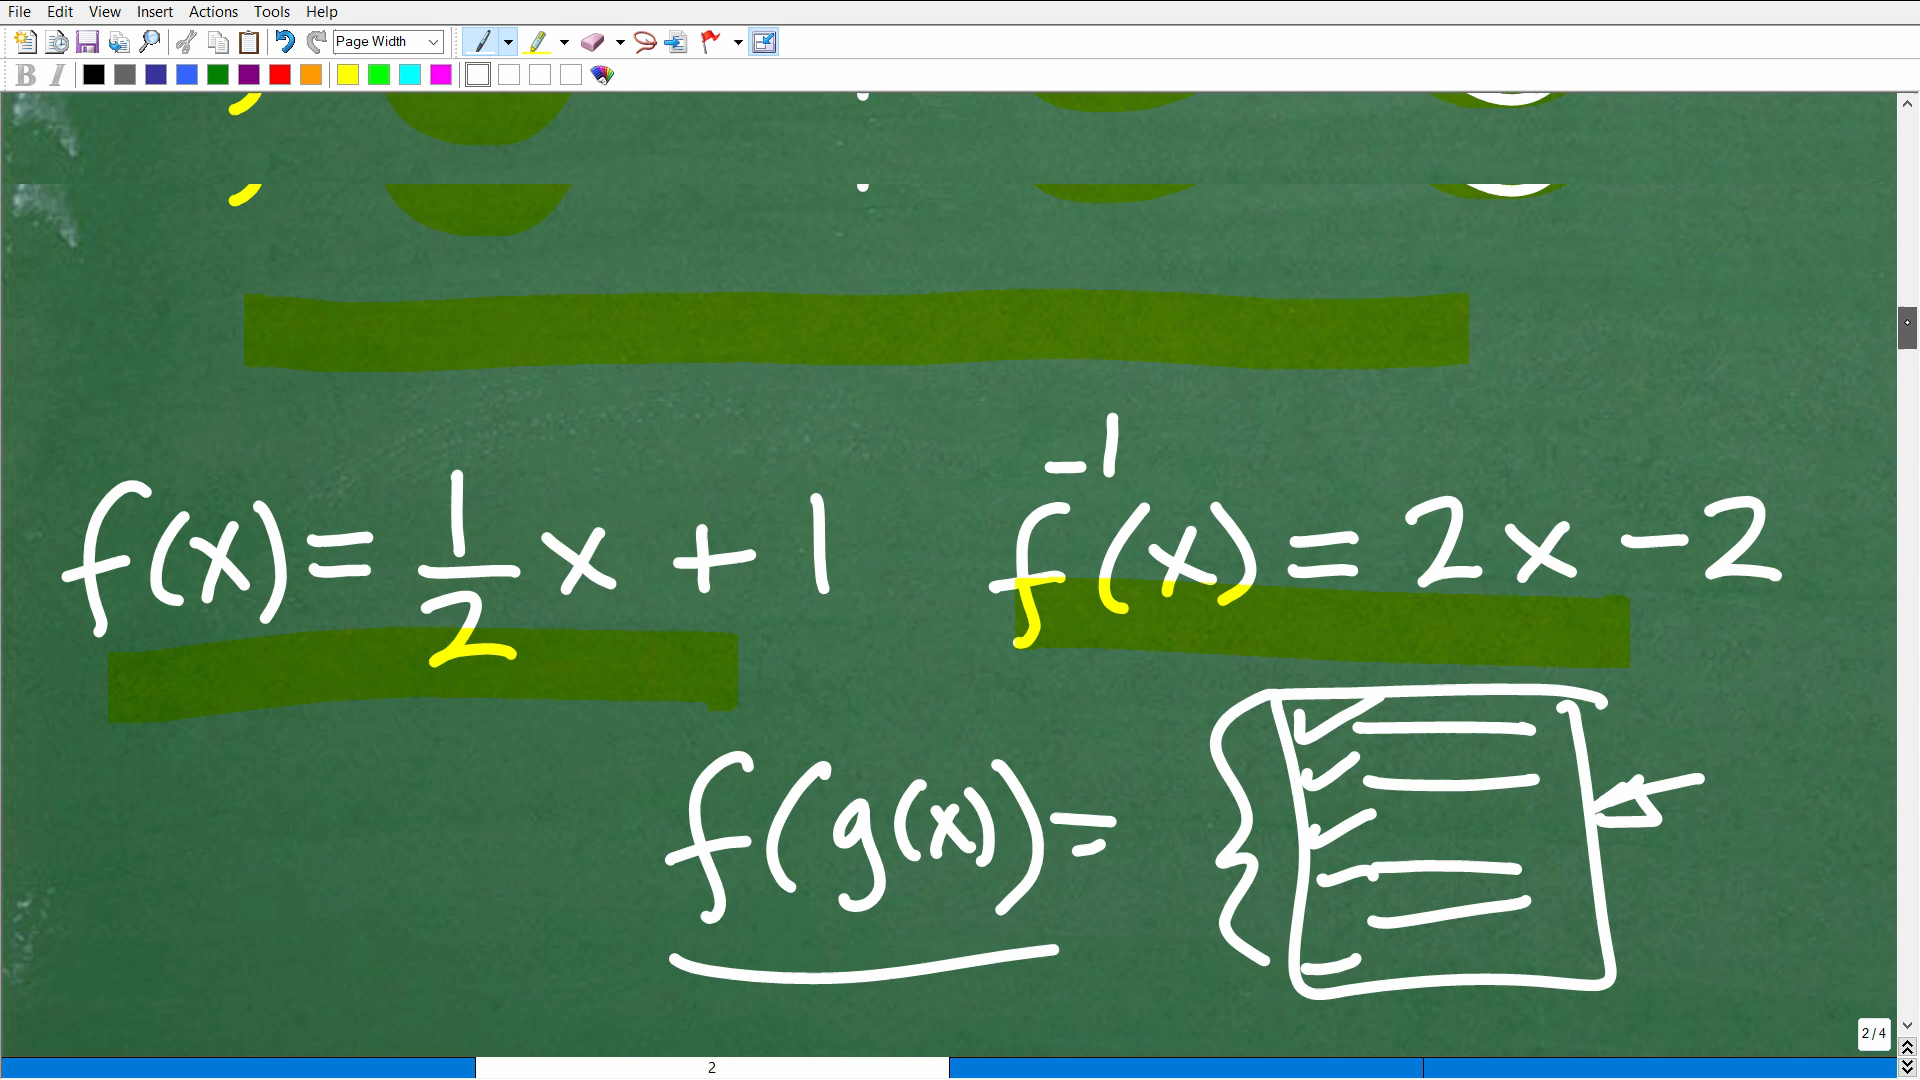 File Edit View Insert Actions Tools Help
Page Width
B I
f(x) = 1/2 x + 1
f⁻¹(x) = 2x - 2
f(g(x)) =
2 / 4
2